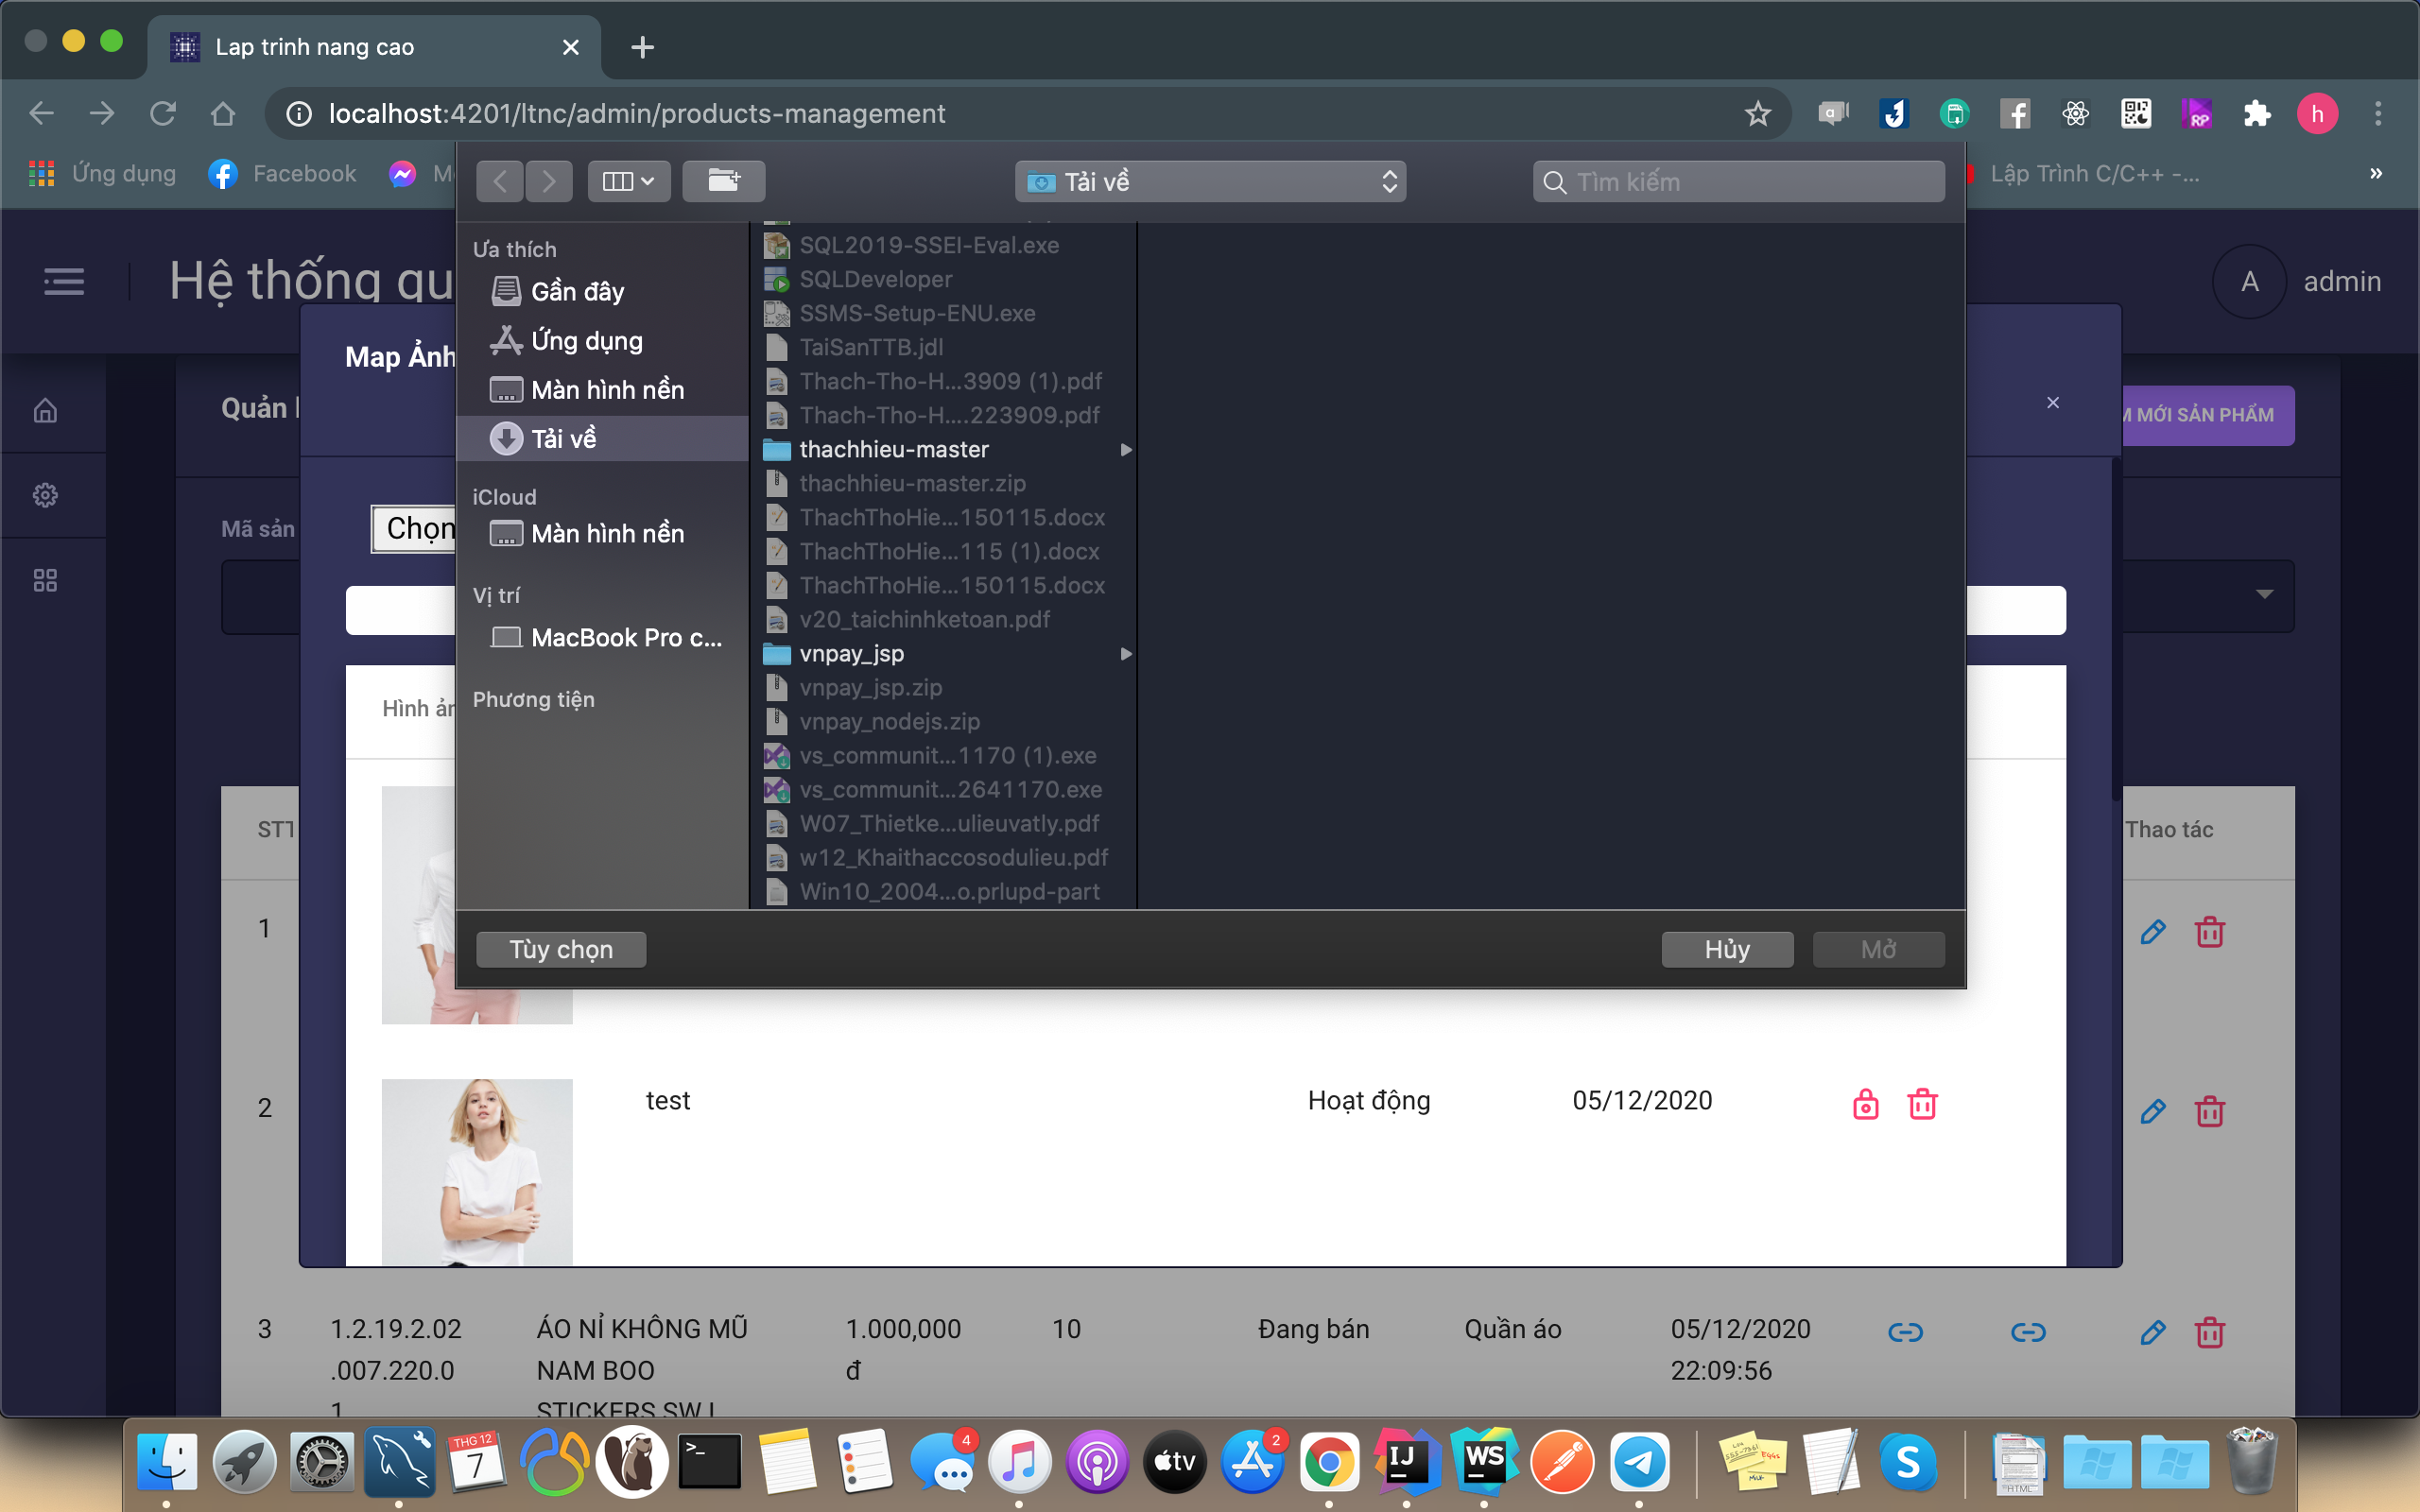 Lap trinh nang cao
localhost:4201/ltnc/admin/products-management
Ứng dụng
Facebook
Lập Trình C/C++ -...
»
Tải về
Tìm kiếm
Hệ thống qu
A
admin
Ưa thích
Gần đây
Ứng dụng
Màn hình nền
Tải về
iCloud
Màn hình nền
Vị trí
MacBook Pro c...
Phương tiện
SQL2019-SSEI-Eval.exe
SQLDeveloper
SSMS-Setup-ENU.exe
TaiSanTTB.jdl
Thach-Tho-H...3909 (1).pdf
Thach-Tho-H....223909.pdf
thachhieu-master
thachhieu-master.zip
ThachThoHie...150115.docx
ThachThoHie...115 (1).docx
ThachThoHie...150115.docx
v20_taichinhketoan.pdf
vnpay_jsp
vnpay_jsp.zip
vnpay_nodejs.zip
vs_communit...1170 (1).exe
vs_communit...2641170.exe
W07_Thietke...ulieuvatly.pdf
w12_Khaithaccosodulieu.pdf
Win10_2004...o.prlupd-part
Tùy chọn
Hủy
Mở
Map Ảnh
Quản l
M MỚI SẢN PHẨM
Mã sản
Chọn
Hình ản
STT
Thao tác
1
2
test
Hoạt động
05/12/2020
3
1.2.19.2.02
.007.220.0
1
ÁO NỈ KHÔNG MŨ
NAM BOO
STICKERS SW L
1.000,000
đ
10
Đang bán
Quần áo
05/12/2020
22:09:56
h
RP
THG 12
7
4
tv
2
IJ
WS
S
HTML